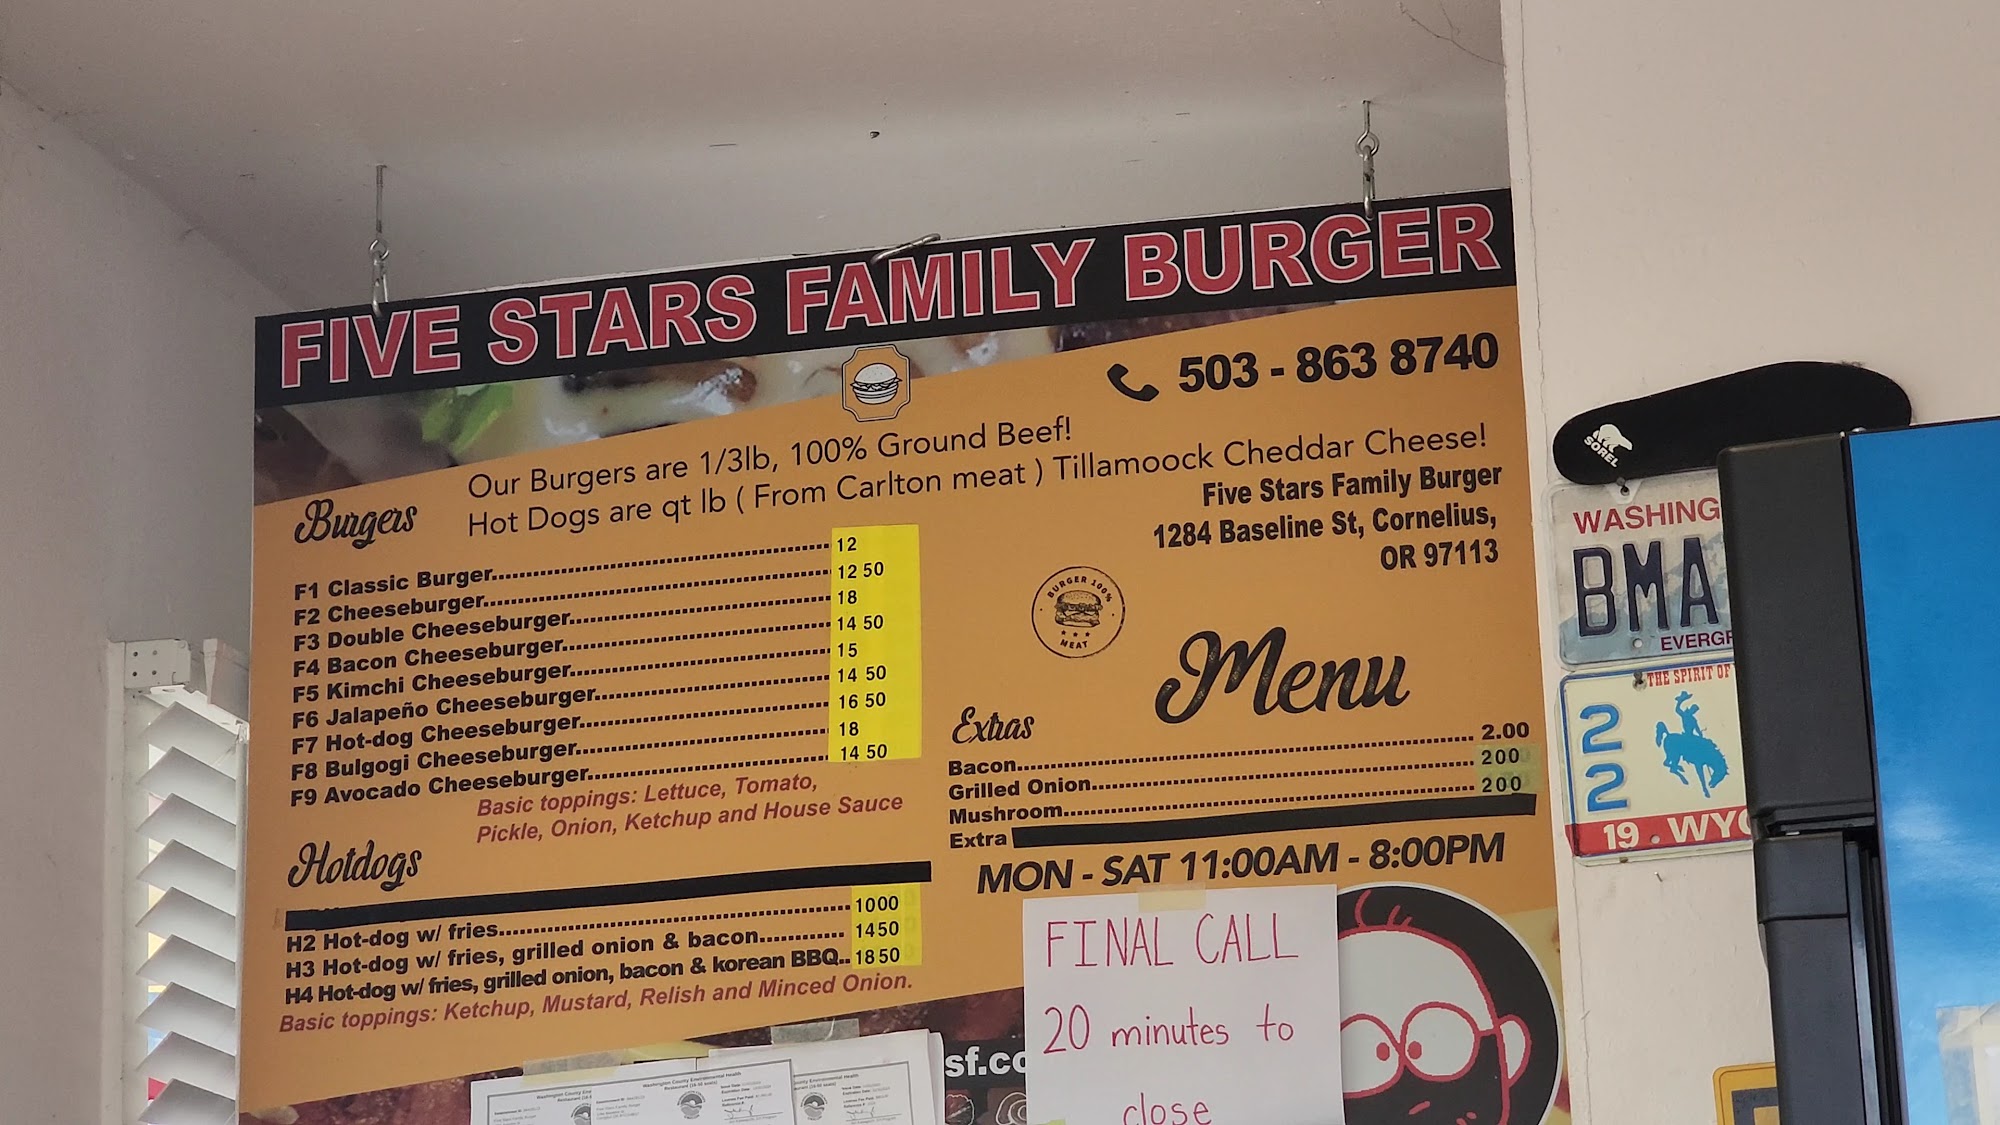 FIVE STARS FAMILY BURGER
503 - 863 8740
Our Burgers are 1/3lb, 100% Ground Beef!
Hot Dogs are qt lb ( From Carlton meat ) Tillamoock Cheddar Cheese!
Five Stars Family Burger
1284 Baseline St, Cornelius,
OR 97113
Burgers
F1 Classic Burger 12
F2 Cheeseburger 12 50
F3 Double Cheeseburger 18
F4 Bacon Cheeseburger 14 50
F5 Kimchi Cheeseburger 15
F6 Jalapeño Cheeseburger 14 50
F7 Hot-dog Cheeseburger 16 50
F8 Bulgogi Cheeseburger 18
F9 Avocado Cheeseburger 14 50
Basic toppings: Lettuce, Tomato,
Pickle, Onion, Ketchup and House Sauce
BURGER 100%
MEAT
Menu
Extras
Bacon 2.00
Grilled Onion 200
Mushroom 200
Extra
MON - SAT 11:00AM - 8:00PM
Hotdogs
H2 Hot-dog w/ fries 1000
H3 Hot-dog w/ fries, grilled onion & bacon 1450
H4 Hot-dog w/ fries, grilled onion, bacon & korean BBQ 1850
Basic toppings: Ketchup, Mustard, Relish and Minced Onion.
FINAL CALL
20 minutes to
close
sf.co
Washington County Environmental Health
SOREL
WASHING
BMA
EVERGR
THE SPIRIT OF
22
19 . WYO